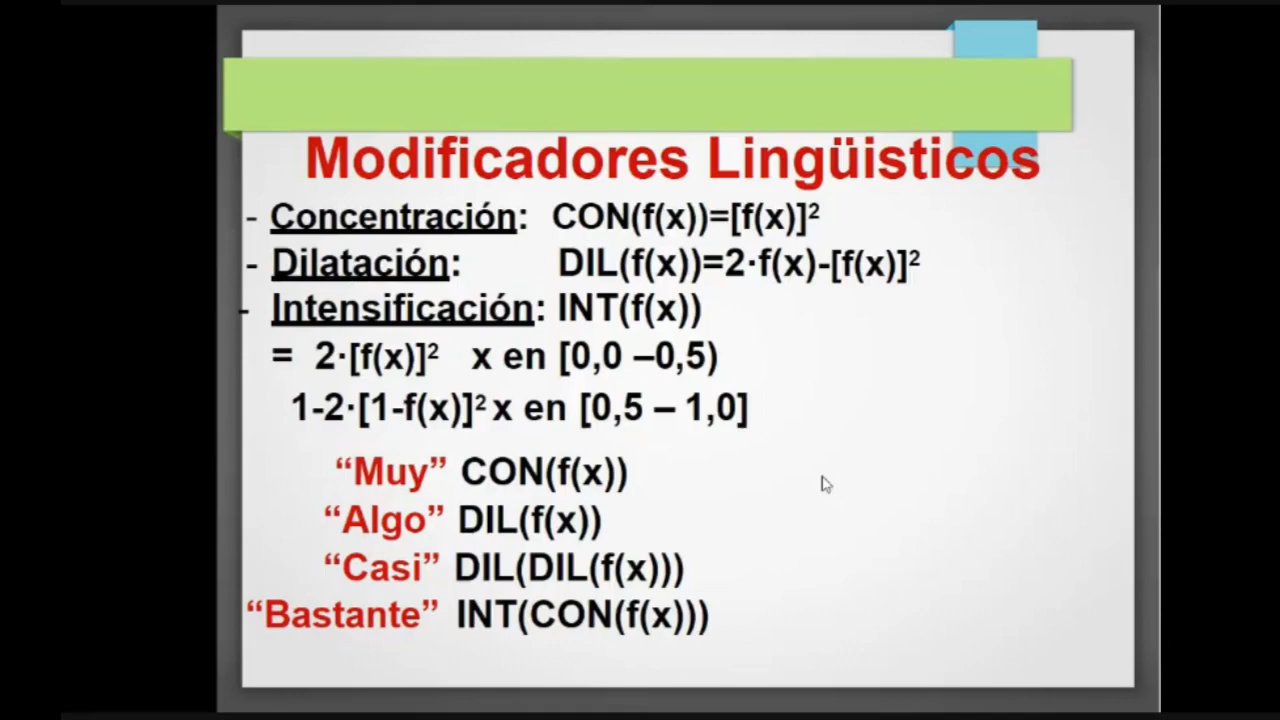 Modificadores Lingüisticos
- Concentración: CON(f(x))=[f(x)]²
- Dilatación: DIL(f(x))=2·f(x)-[f(x)]²
- Intensificación: INT(f(x))
= 2·[f(x)]² x en [0,0 –0,5)
1-2·[1-f(x)]² x en [0,5 – 1,0]
“Muy” CON(f(x))
“Algo” DIL(f(x))
“Casi” DIL(DIL(f(x)))
“Bastante” INT(CON(f(x)))